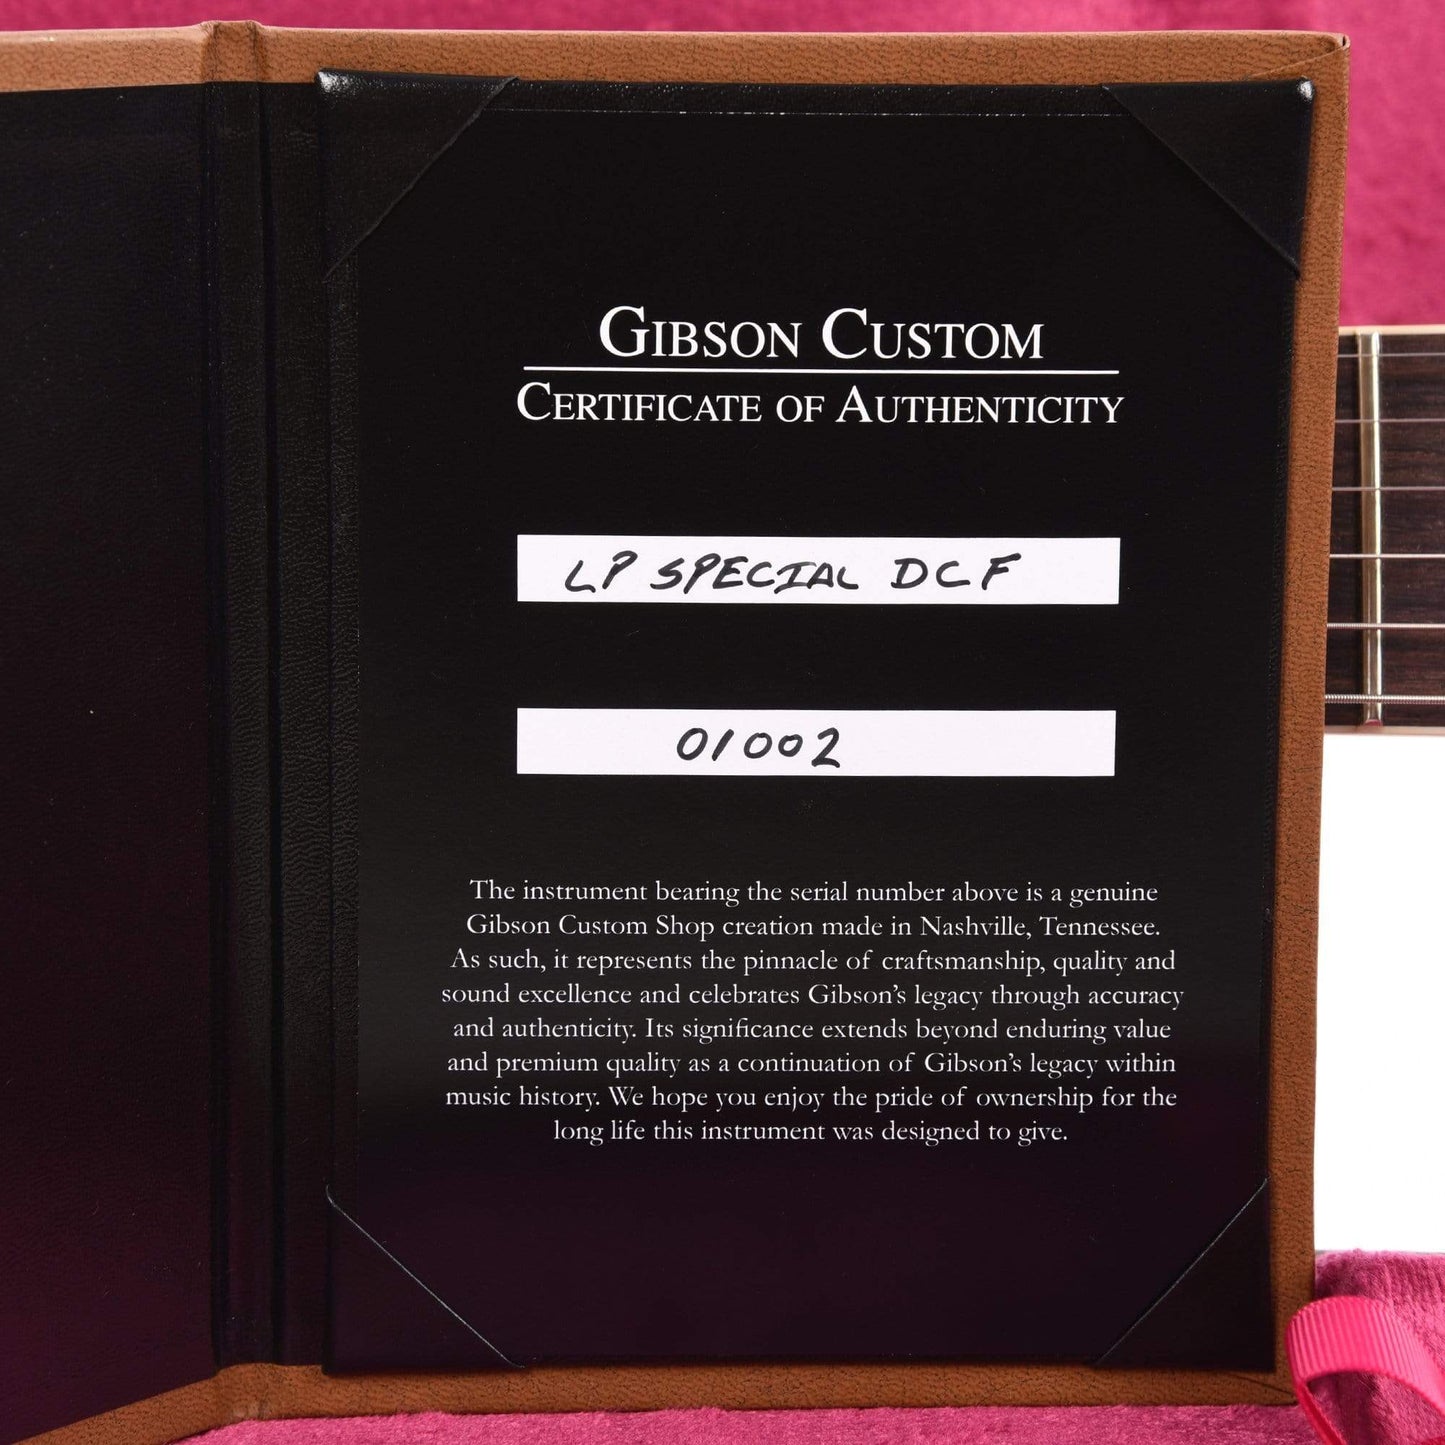 GIBSON CUSTOM
CERTIFICATE OF AUTHENTICITY
LP SPECIAL DCF
01002
The instrument bearing the serial number above is a genuine
Gibson Custom Shop creation made in Nashville, Tennessee.
As such, it represents the pinnacle of craftsmanship, quality and
sound excellence and celebrates Gibson's legacy through accuracy
and authenticity. Its significance extends beyond enduring value
and premium quality as a continuation of Gibson's legacy within
music history. We hope you enjoy the pride of ownership for the
long life this instrument was designed to give.